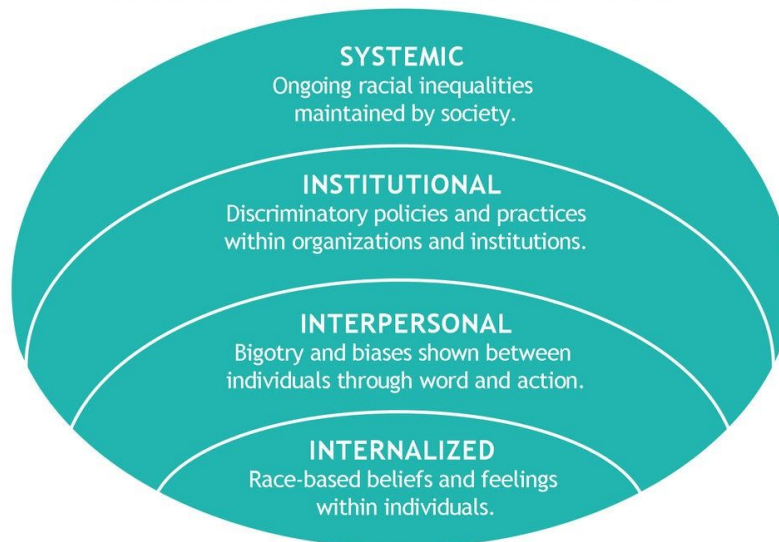 SYSTEMIC
Ongoing racial inequalities
maintained by society.
INSTITUTIONAL
Discriminatory policies and practices
within organizations and institutions.
INTERPERSONAL
Bigotry and biases shown between
individuals through word and action.
INTERNALIZED
Race-based beliefs and feelings
within individuals.